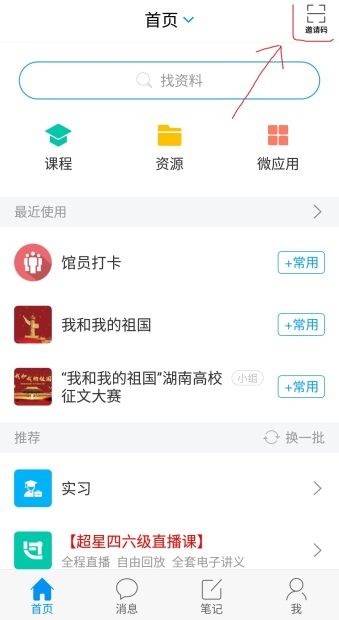 首页
邀请码
找资料
课程
资源
微应用
最近使用
馆员打卡
+常用
我和我的祖国
+常用
“我和我的祖国”湖南高校
征文大赛
小组
+常用
推荐
换一批
实习
【超星四六级直播课】
全程直播 自由回放 全套电子讲义
首页
消息
笔记
我